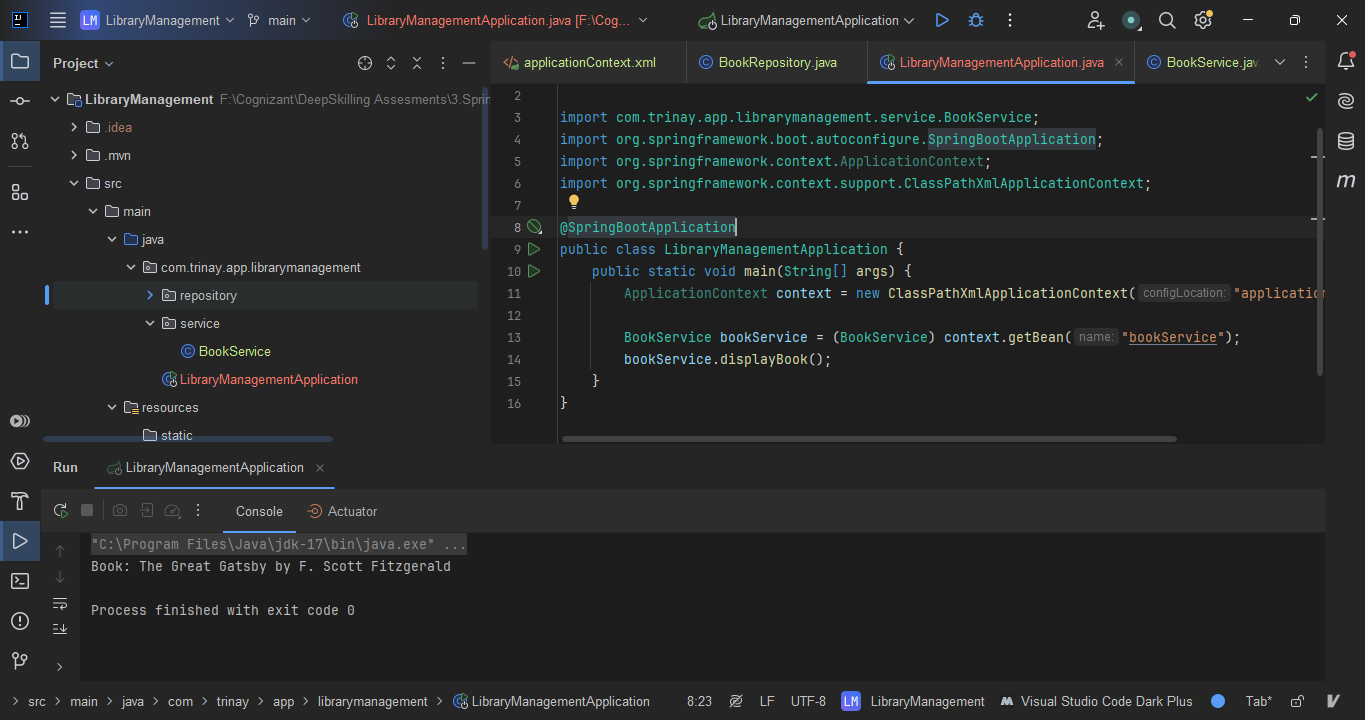 LM LibraryManagement main LibraryManagementApplication.java [F:\Cog... LibraryManagementApplication
Project
applicationContext.xml BookRepository.java LibraryManagementApplication.java BookService.jav
LibraryManagement F:\Cognizant\DeepSkilling Assesments\3.Sprin
.idea
.mvn
src
main
java
com.trinay.app.librarymanagement
repository
service
BookService
LibraryManagementApplication
resources
static
2
3 import com.trinay.app.librarymanagement.service.BookService;
4 import org.springframework.boot.autoconfigure.SpringBootApplication;
5 import org.springframework.context.ApplicationContext;
6 import org.springframework.context.support.ClassPathXmlApplicationContext;
7
8 @SpringBootApplication
9 public class LibraryManagementApplication {
10 public static void main(String[] args) {
11 ApplicationContext context = new ClassPathXmlApplicationContext( configLocation: "applicatio
12
13 BookService bookService = (BookService) context.getBean( name: "bookService");
14 bookService.displayBook();
15 }
16 }
m
Run LibraryManagementApplication
Console Actuator
"C:\Program Files\Java\jdk-17\bin\java.exe" ...
Book: The Great Gatsby by F. Scott Fitzgerald
Process finished with exit code 0
src > main > java > com > trinay > app > librarymanagement > LibraryManagementApplication 8:23 LF UTF-8 LM LibraryManagement Visual Studio Code Dark Plus Tab*